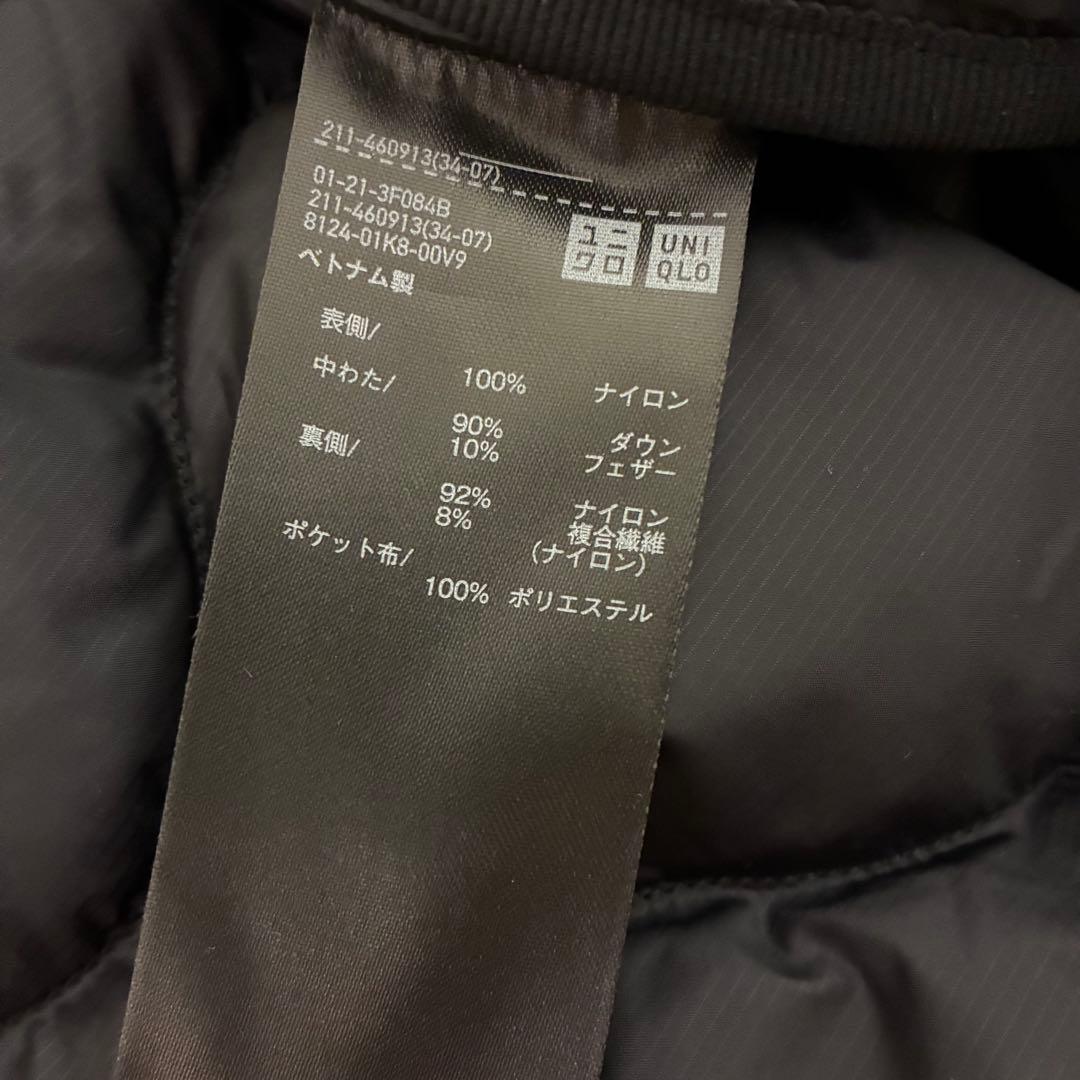 211-460913(34-07)
01-21-3F084B
211-460913(34-07)
8124-01K8-00V9
ベトナム製
ユニ
クロ
UNI
QLO
表側/
100% ナイロン
中わた/
90% ダウン
10% フェザー
裏側/
92% ナイロン
8% 複合繊維
(ナイロン)
ポケット布/
100% ポリエステル